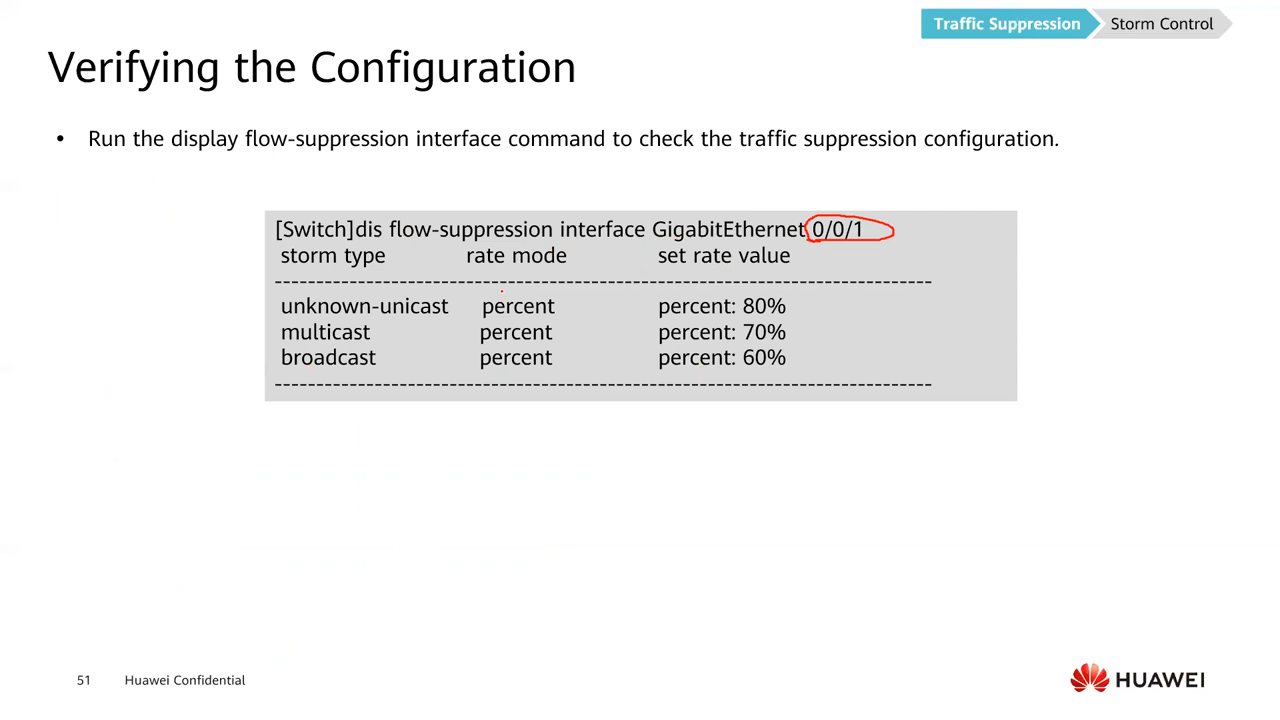 Traffic Suppression
Storm Control
Verifying the Configuration
• Run the display flow-suppression interface command to check the traffic suppression configuration.
[Switch]dis flow-suppression interface GigabitEthernet 0/0/1
storm type rate mode set rate value
--------------------------------------------------------------------------------
unknown-unicast percent percent: 80%
multicast percent percent: 70%
broadcast percent percent: 60%
--------------------------------------------------------------------------------
51 Huawei Confidential
HUAWEI